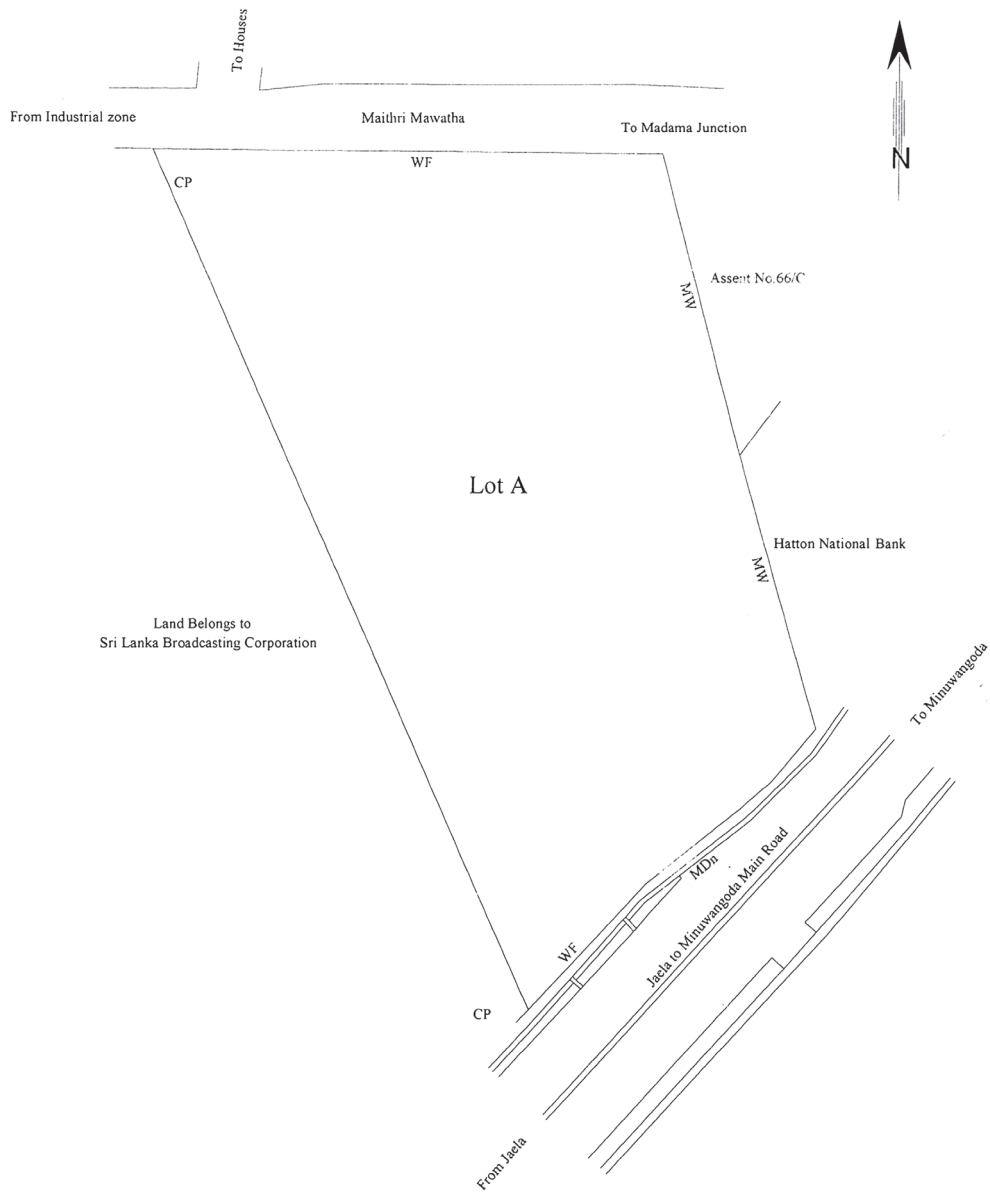 To Houses
From Industrial zone
Maithri Mawatha
To Madama Junction
N
WF
CP
Assent No.66/C
MW
Lot A
Hatton National Bank
MW
Land Belongs to
Sri Lanka Broadcasting Corporation
To Minuwangoda
MDn
Jaela to Minuwangoda Main Road
WF
CP
From Jaela